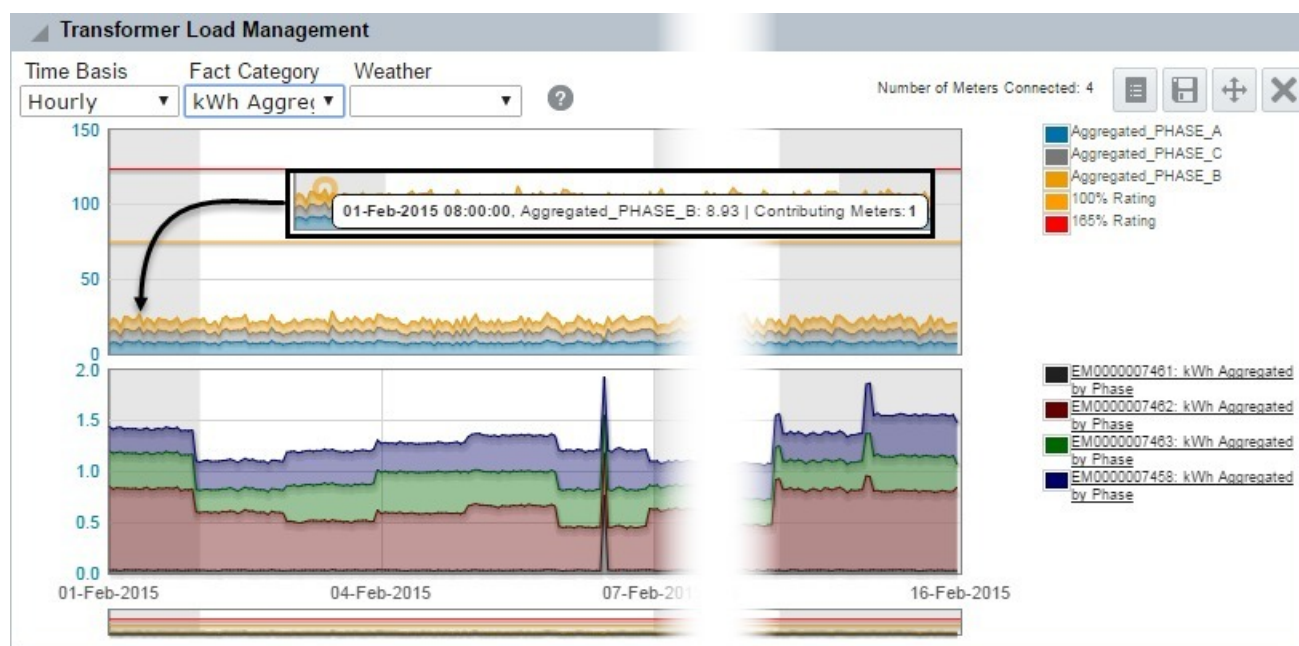 Transformer Load Management
Time Basis Fact Category Weather
Hourly kWh Aggreg
Number of Meters Connected: 4
150
100
50
0
01-Feb-2015 08:00:00, Aggregated_PHASE_B: 8.93 | Contributing Meters:1
Aggregated_PHASE_A
Aggregated_PHASE_C
Aggregated_PHASE_B
100% Rating
165% Rating
2.0
1.5
1.0
0.5
0.0
EM0000007461: kWh Aggregated
by Phase
EM0000007462: kWh Aggregated
by Phase
EM0000007463: kWh Aggregated
by Phase
EM0000007458: kWh Aggregated
by Phase
01-Feb-2015 04-Feb-2015 07-Feb-201 16-Feb-2015